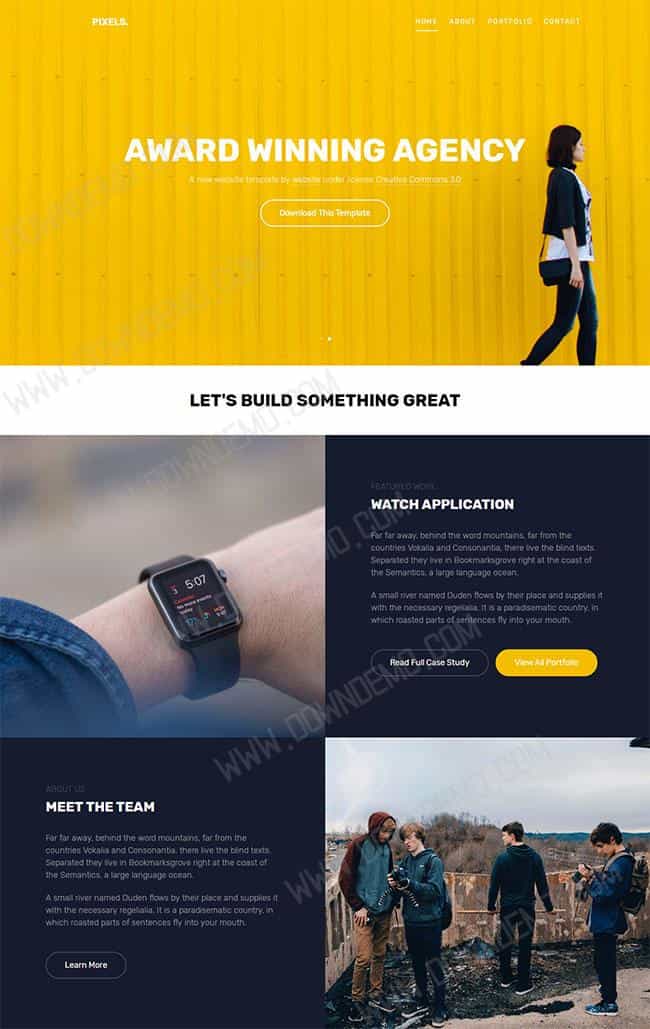 PIXELS.
HOME ABOUT PORTFOLIO CONTACT
AWARD WINNING AGENCY
A new website template by website under license Creative Commons 3.0
Download This Template
LET'S BUILD SOMETHING GREAT
5:07
No more events
today
FEATURED WORK
WATCH APPLICATION
Far far away, behind the word mountains, far from the
countries Vokalia and Consonantia, there live the blind texts.
Separated they live in Bookmarksgrove right at the coast of
the Semantics, a large language ocean.
A small river named Duden flows by their place and supplies it
with the necessary regelialia. It is a paradisematic country, in
which roasted parts of sentences fly into your mouth.
Read Full Case Study
View All Portfolio
ABOUT US
MEET THE TEAM
Far far away, behind the word mountains, far from the
countries Vokalia and Consonantia, there live the blind texts.
Separated they live in Bookmarksgrove right at the coast of
the Semantics, a large language ocean.
A small river named Duden flows by their place and supplies it
with the necessary regelialia. It is a paradisematic country, in
which roasted parts of sentences fly into your mouth.
Learn More
WWW.DOWNDEMO.COM